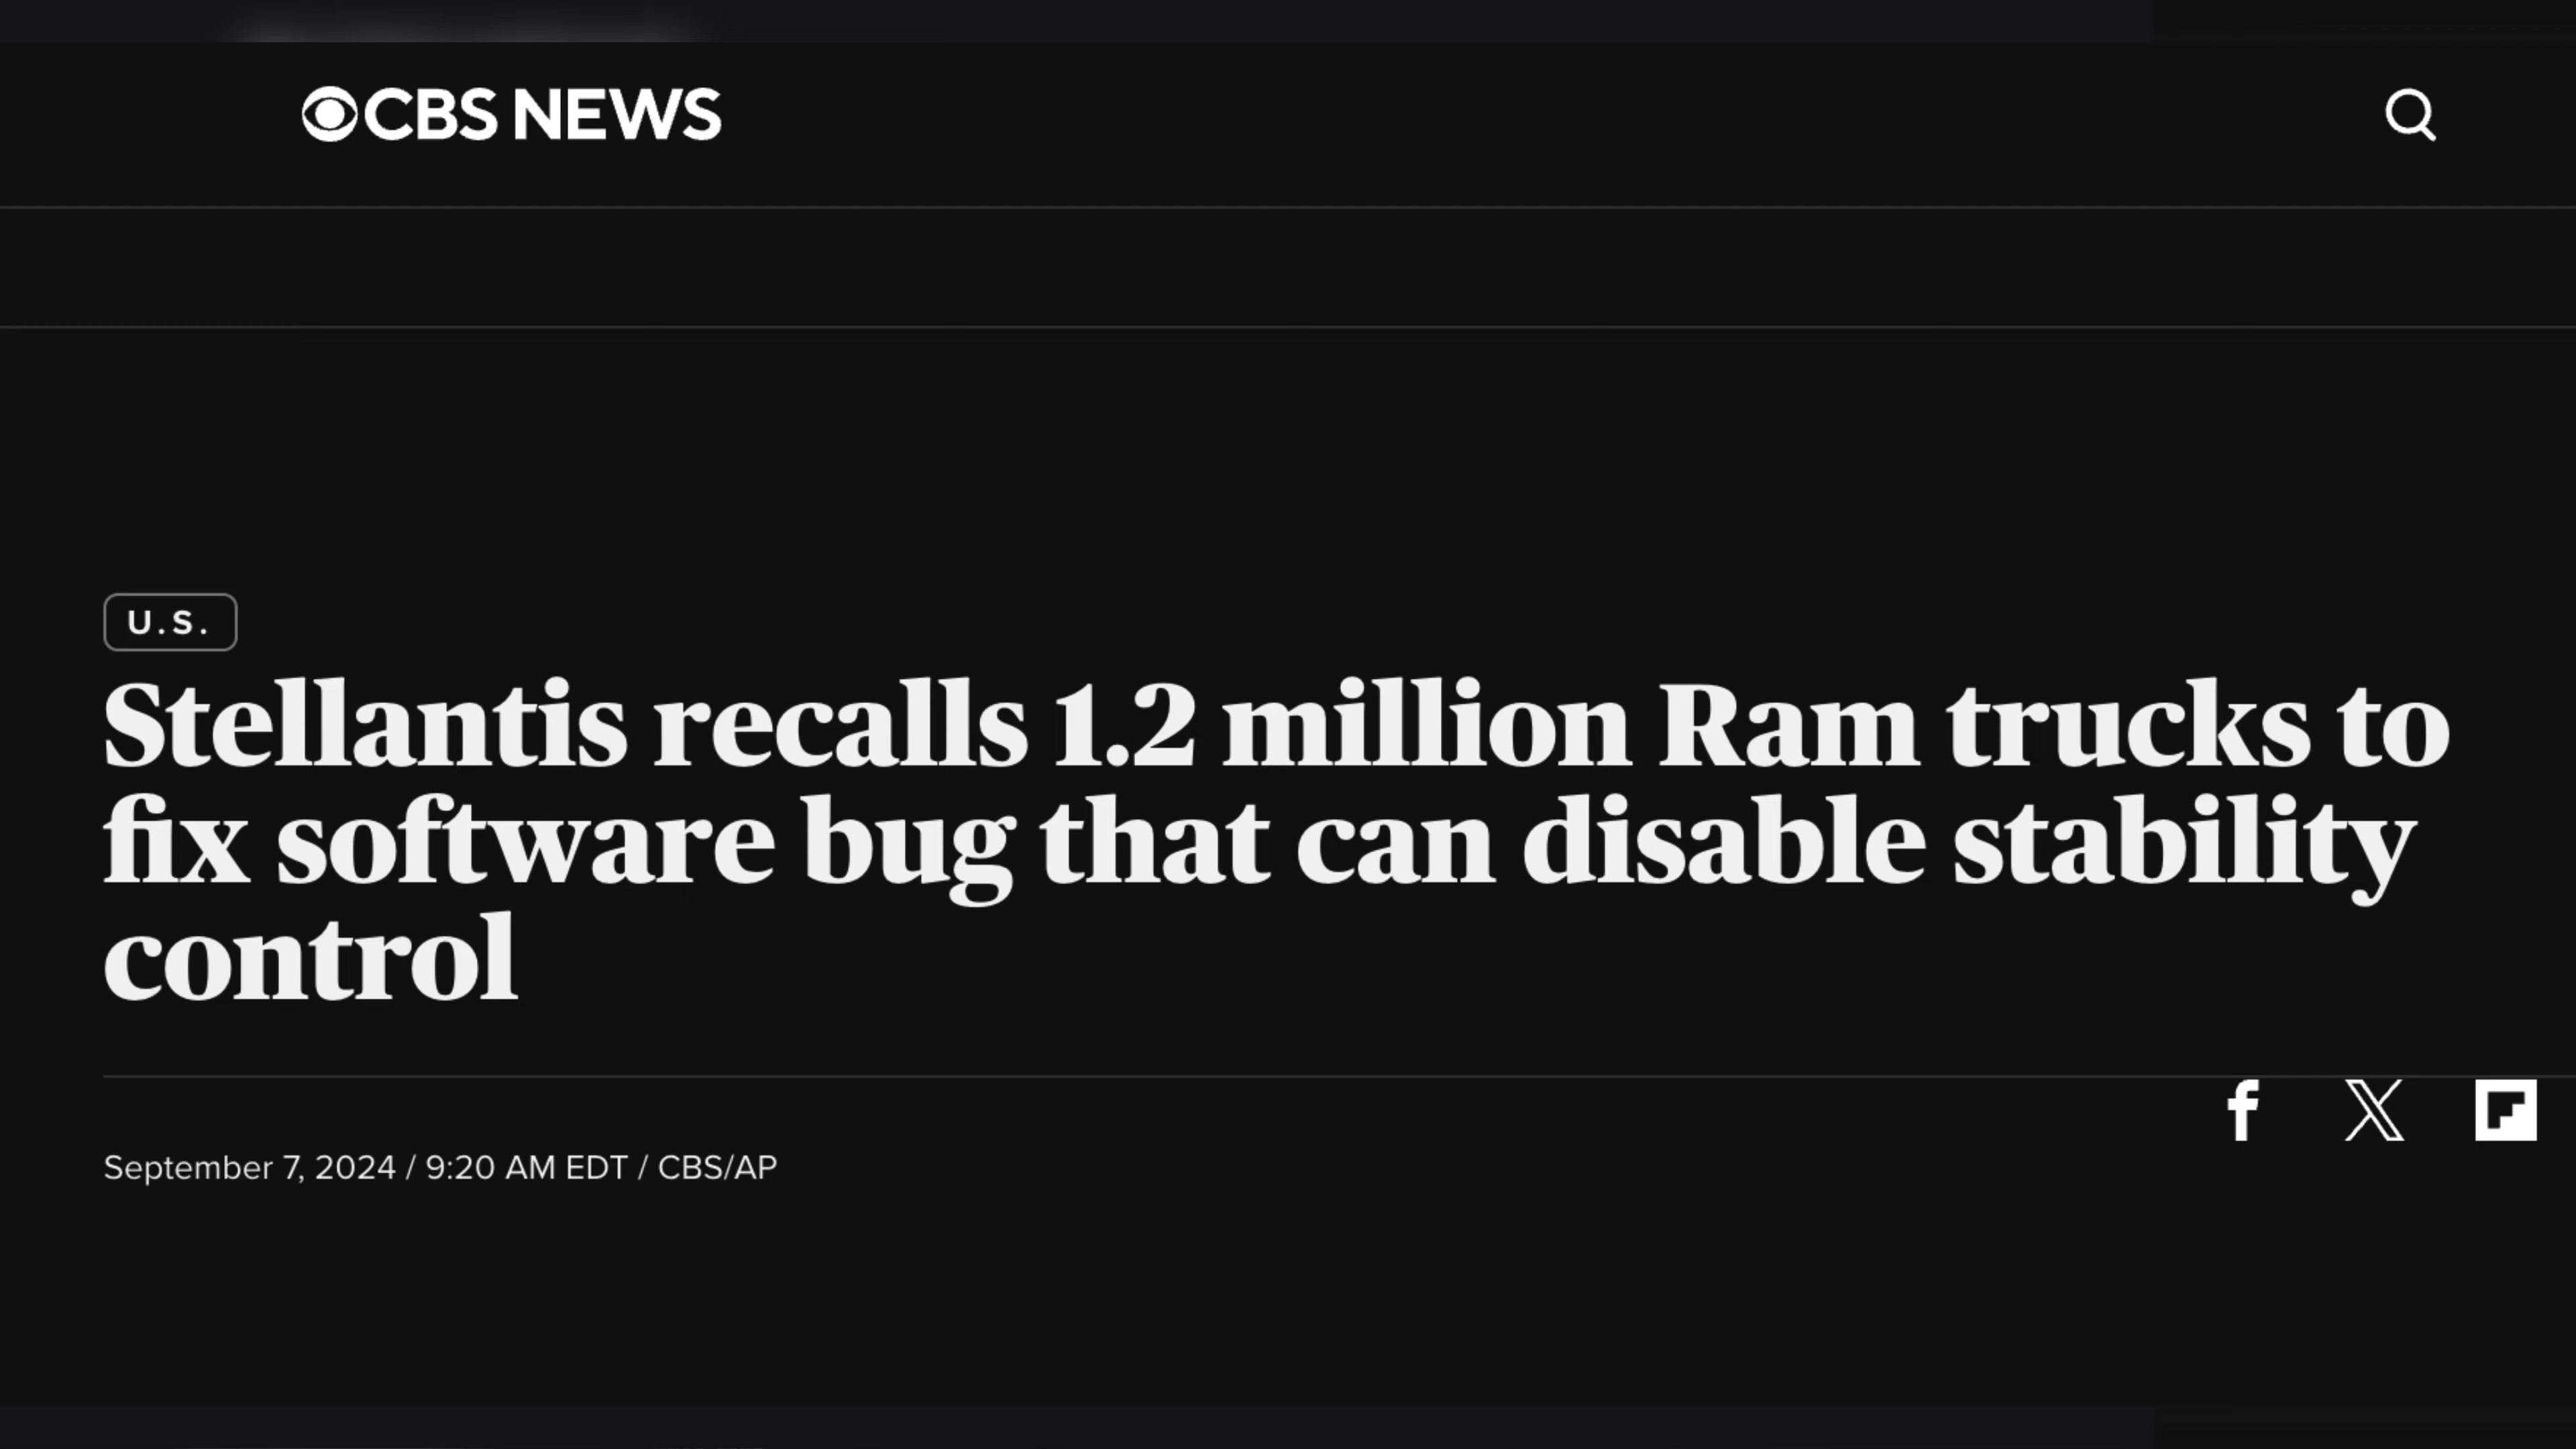 CBS NEWS
U.S.
Stellantis recalls 1.2 million Ram trucks to
fix software bug that can disable stability
control
September 7, 2024 / 9:20 AM EDT / CBS/AP